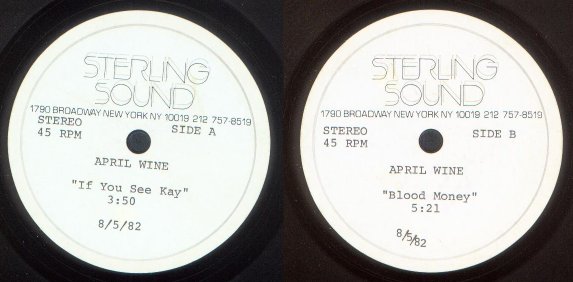 STERLING
SOUND
1790 BROADWAY NEW YORK NY 10019 212 757-8519
STEREO SIDE A
45 RPM
APRIL WINE
"If You See Kay"
3:50
8/5/82
STERLING
SOUND
1790 BROADWAY NEW YORK NY 10019 212 757-8519
STEREO SIDE B
45 RPM
APRIL WINE
"Blood Money"
5:21
8/5/82